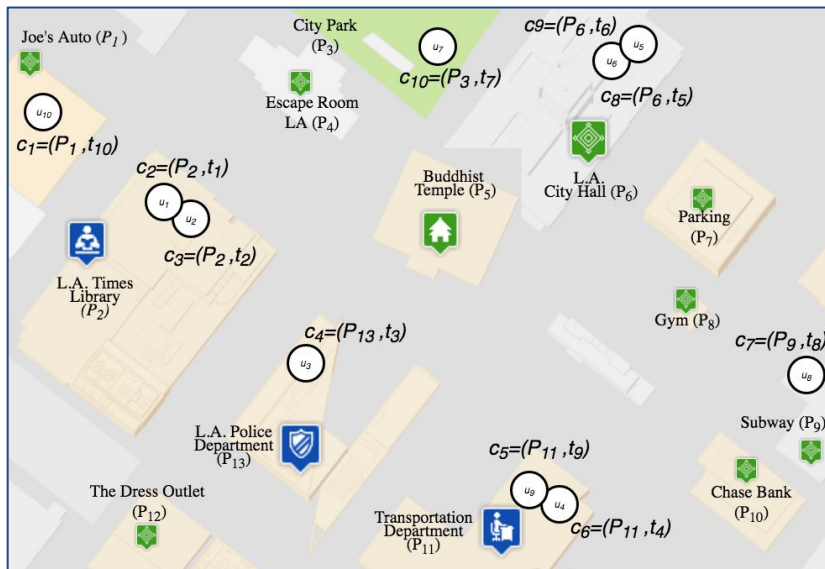 Joe's Auto (P1)
u10
c1=(P1 ,t10)
City Park
(P3)
Escape Room
LA (P4)
u7
c10=(P3 ,t7)
c9=(P6 ,t6)
u5
u6
c8=(P6 ,t5)
L.A.
City Hall (P6)
c2=(P2 ,t1)
u1
u2
c3=(P2 ,t2)
L.A. Times
Library
(P2)
Buddhist
Temple (P5)
Parking
(P7)
Gym (P8)
c4=(P13 ,t3)
u3
c7=(P9 ,t8)
u8
L.A. Police
Department
(P13)
Subway (P9)
c5=(P11 ,t9)
u9
u4
c6=(P11 ,t4)
The Dress Outlet
(P12)
Transportation
Department
(P11)
Chase Bank
(P10)